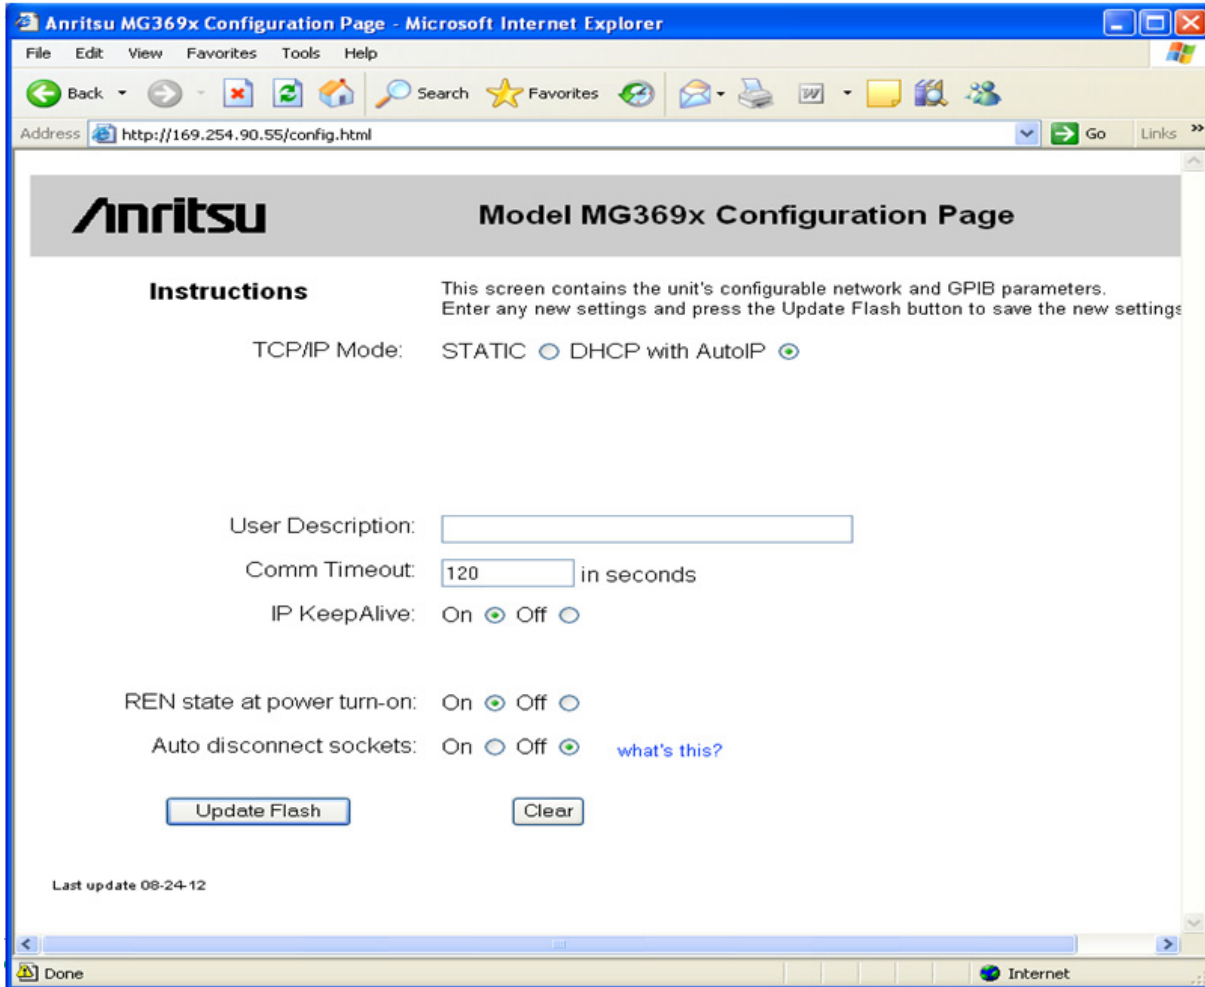 Anritsu MG369x Configuration Page - Microsoft Internet Explorer
File Edit View Favorites Tools Help
Back Search Favorites
Address http://169.254.90.55/config.html Go Links »
Anritsu Model MG369x Configuration Page
Instructions This screen contains the unit's configurable network and GPIB parameters.
Enter any new settings and press the Update Flash button to save the new settings
TCP/IP Mode: STATIC DHCP with AutoIP
User Description:
Comm Timeout: 120 in seconds
IP KeepAlive: On Off
REN state at power turn-on: On Off
Auto disconnect sockets: On Off what's this?
Update Flash Clear
Last update 08-24-12
Done Internet